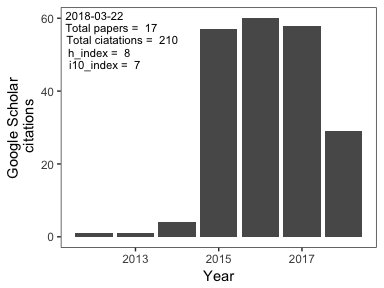 2018-03-22
Total papers = 17
Total ciatations = 210
h_index = 8
i10_index = 7
60
40
20
0
Google Scholar
citations
2013
2015
2017
Year